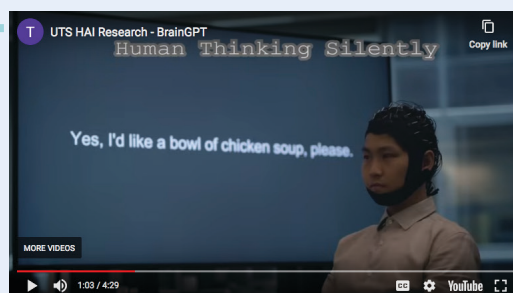 T
UTS HAI Research - BrainGPT
Copy link
Human Thinking Silently
Yes, I'd like a bowl of chicken soup, please.
MORE VIDEOS
1:03 / 4:29
CC
YouTube